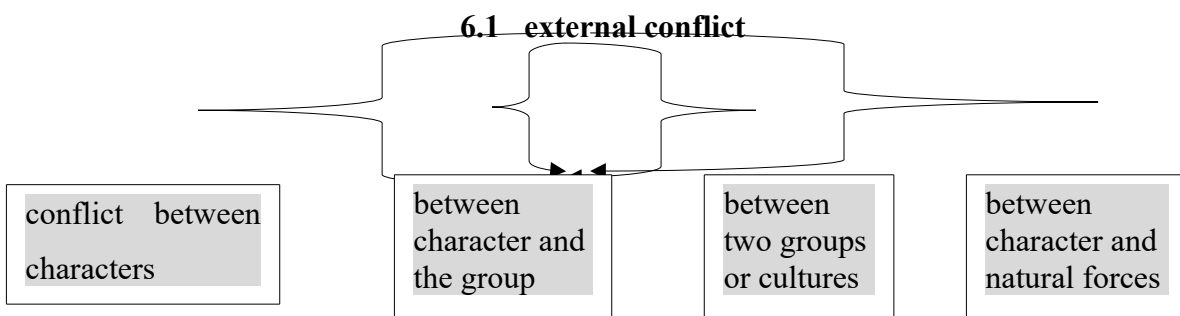 6.1 external conflict
conflict between
characters
between
character and
the group
between
two groups
or cultures
between
character and
natural forces